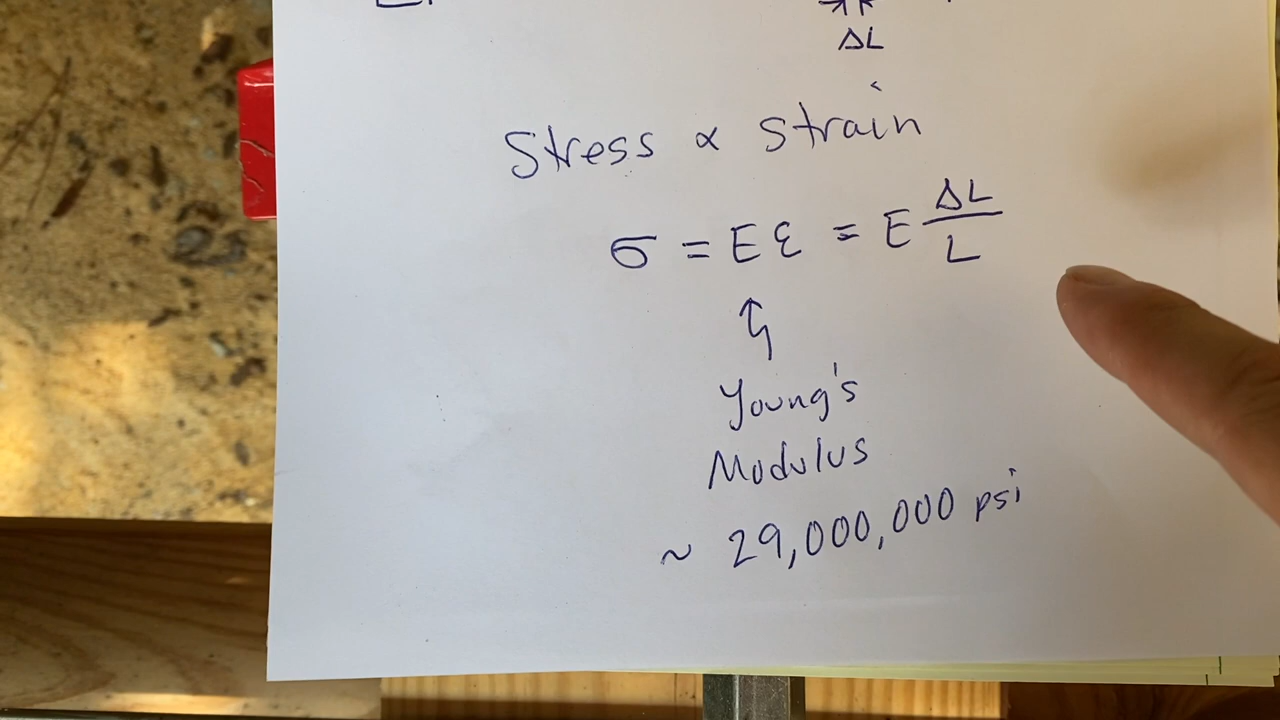 ΔL
Stress ∝ Strain
σ = Eε = E ΔL/L
Young's
Modulus
~ 29,000,000 psi